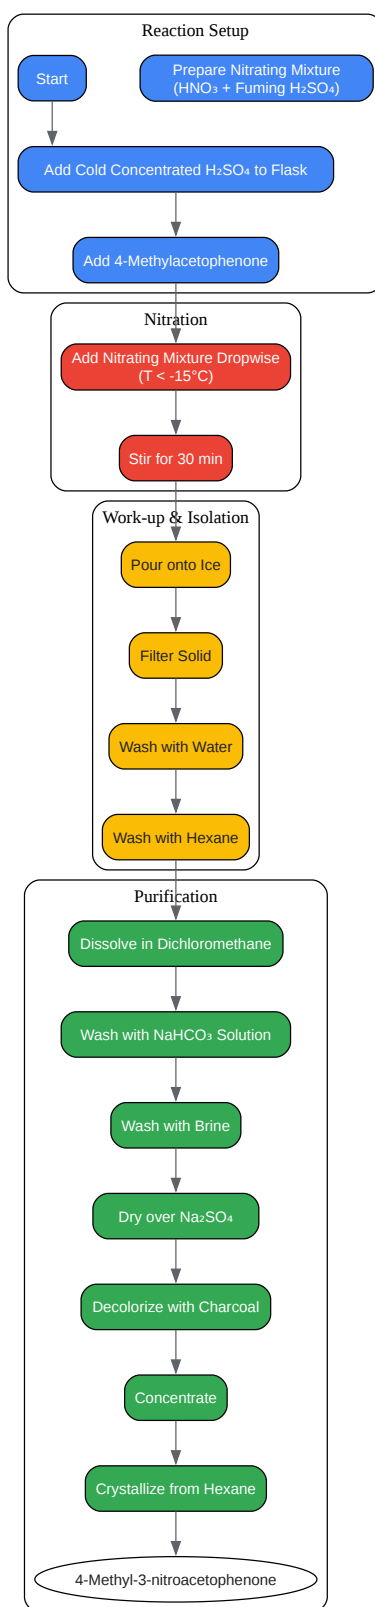 Reaction Setup
Start
Prepare Nitrating Mixture
(HNO₃ + Fuming H₂SO₄)
Add Cold Concentrated H₂SO₄ to Flask
Add 4-Methylacetophenone
Nitration
Add Nitrating Mixture Dropwise
(T < -15°C)
Stir for 30 min
Work-up & Isolation
Pour onto Ice
Filter Solid
Wash with Water
Wash with Hexane
Purification
Dissolve in Dichloromethane
Wash with NaHCO₃ Solution
Wash with Brine
Dry over Na₂SO₄
Decolorize with Charcoal
Concentrate
Crystallize from Hexane
4-Methyl-3-nitroacetophenone